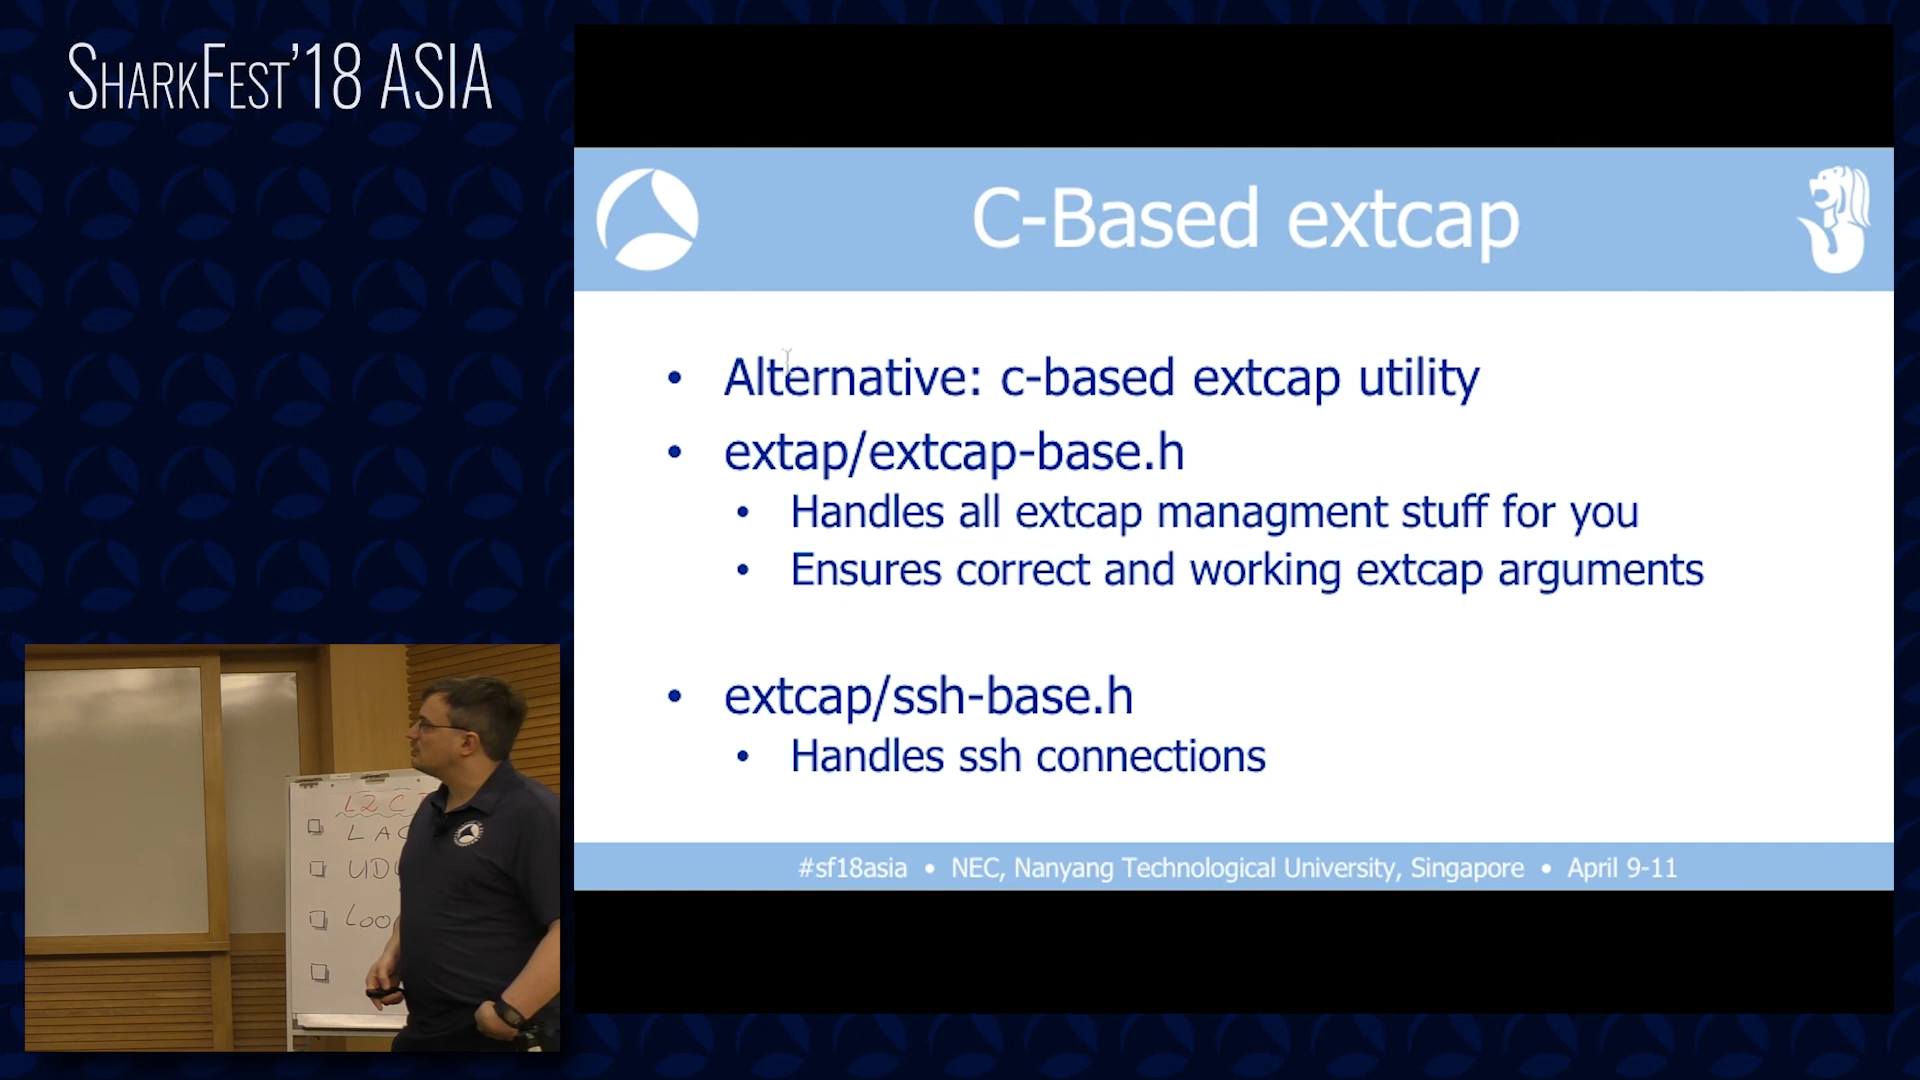 SHARKFEST'18 ASIA
C-Based extcap
• Alternative: c-based extcap utility
• extap/extcap-base.h
• Handles all extcap managment stuff for you
• Ensures correct and working extcap arguments
• extcap/ssh-base.h
• Handles ssh connections
#sf18asia • NEC, Nanyang Technological University, Singapore • April 9-11
L2 C